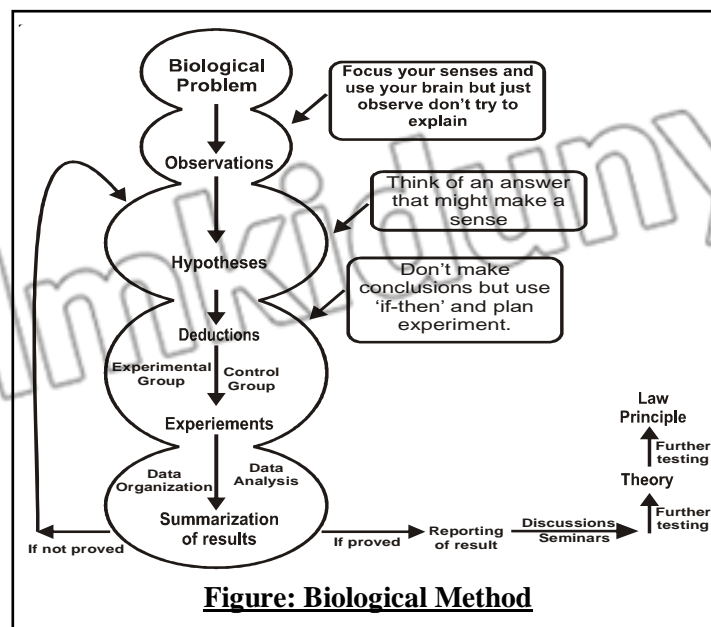 Biological
Problem
Focus your senses and
use your brain but just
observe don't try to
explain
Observations
Think of an answer
that might make a
sense
Hypotheses
Don't make
conclusions but use
'if-then' and plan
experiment.
Deductions
Experimental
Group
Control
Group
Experiements
Data
Organization
Data
Analysis
Summarization
of results
If not proved
If proved
Reporting
of result
Discussions
Seminars
Law
Principle
Further
testing
Theory
Further
testing
Figure: Biological Method
lmkiduny